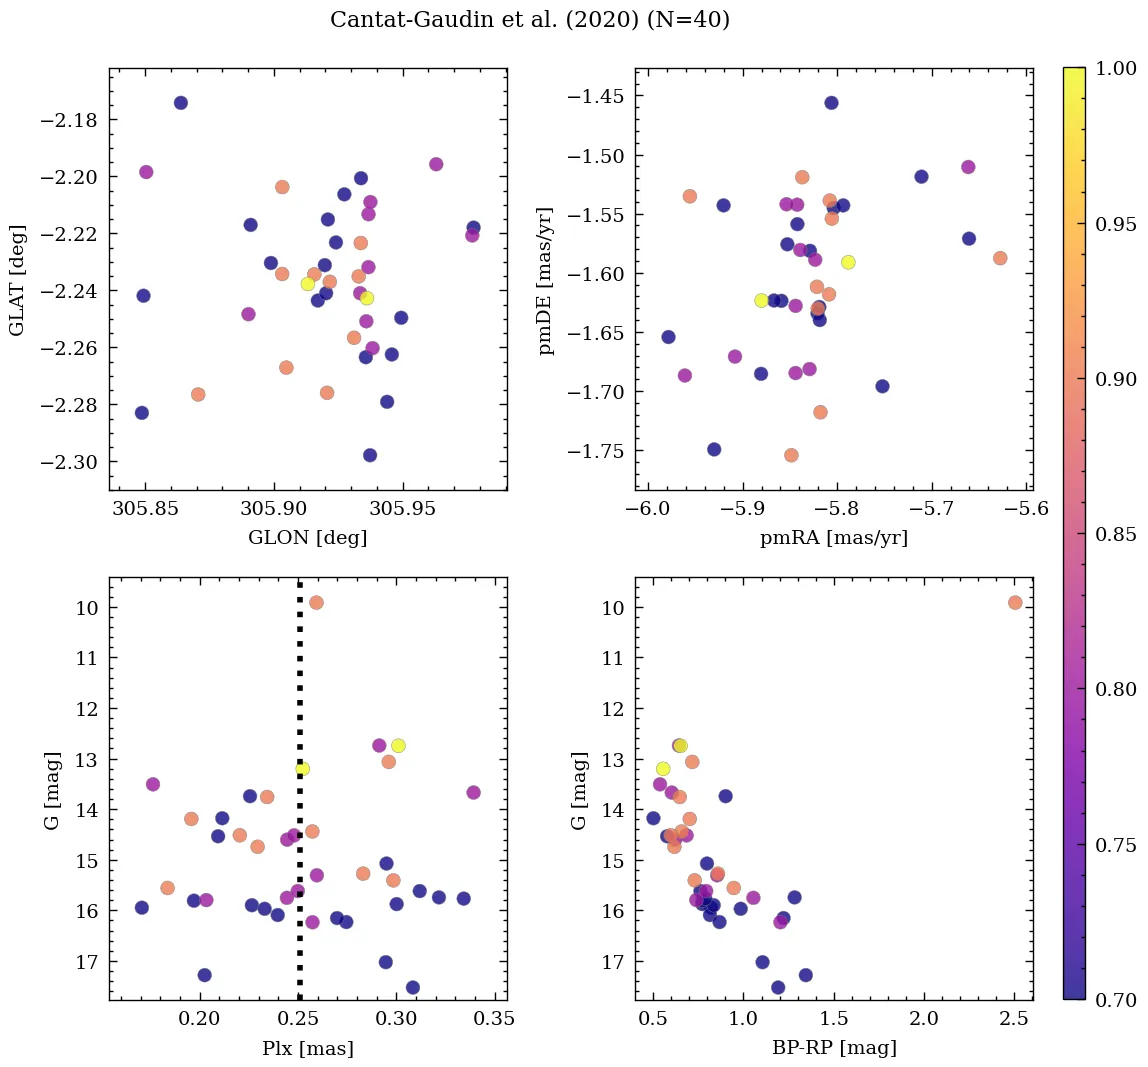 Cantat-Gaudin et al. (2020) (N=40)
−2.18
−2.20
−2.22
−2.24
−2.26
−2.28
−2.30
GLAT [deg]
305.85 305.90 305.95
GLON [deg]
−1.45
−1.50
−1.55
−1.60
−1.65
−1.70
−1.75
pmDE [mas/yr]
−6.0 −5.9 −5.8 −5.7 −5.6
pmRA [mas/yr]
10
11
12
13
14
15
16
17
G [mag]
0.20 0.25 0.30 0.35
Plx [mas]
10
11
12
13
14
15
16
17
G [mag]
0.5 1.0 1.5 2.0 2.5
BP-RP [mag]
1.00
0.95
0.90
0.85
0.80
0.75
0.70